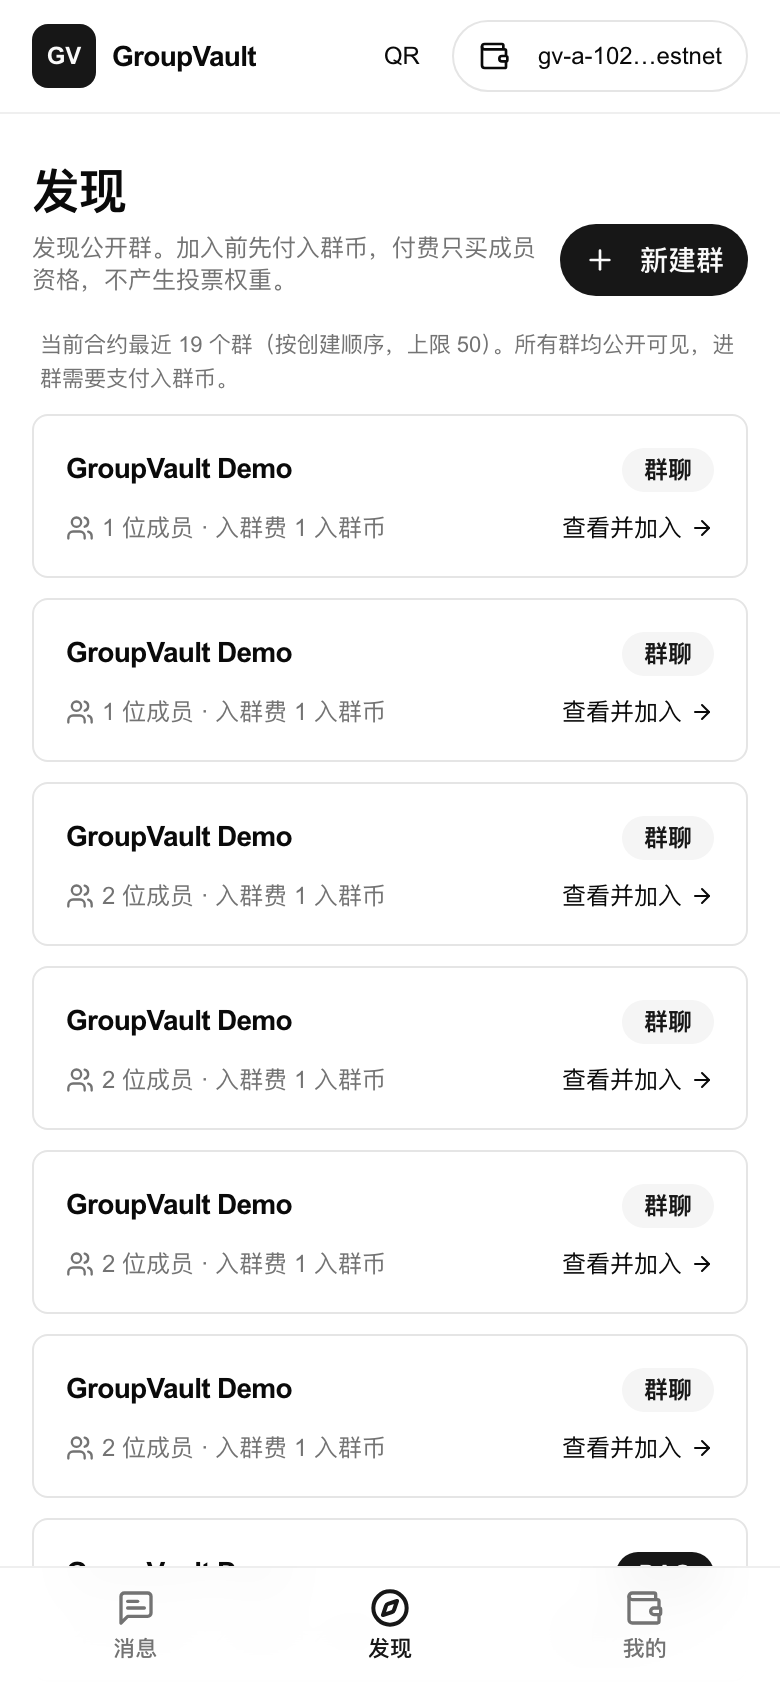 GV GroupVault QR gv-a-102...estnet
发现
发现公开群。加入前先付入群币，付费只买成员
资格，不产生投票权重。
+ 新建群
当前合约最近 19 个群（按创建顺序，上限 50）。所有群均公开可见，进
群需要支付入群币。
GroupVault Demo 群聊
1 位成员 · 入群费 1 入群币 查看并加入 →
GroupVault Demo 群聊
1 位成员 · 入群费 1 入群币 查看并加入 →
GroupVault Demo 群聊
2 位成员 · 入群费 1 入群币 查看并加入 →
GroupVault Demo 群聊
2 位成员 · 入群费 1 入群币 查看并加入 →
GroupVault Demo 群聊
2 位成员 · 入群费 1 入群币 查看并加入 →
GroupVault Demo 群聊
2 位成员 · 入群费 1 入群币 查看并加入 →
消息 发现 我的